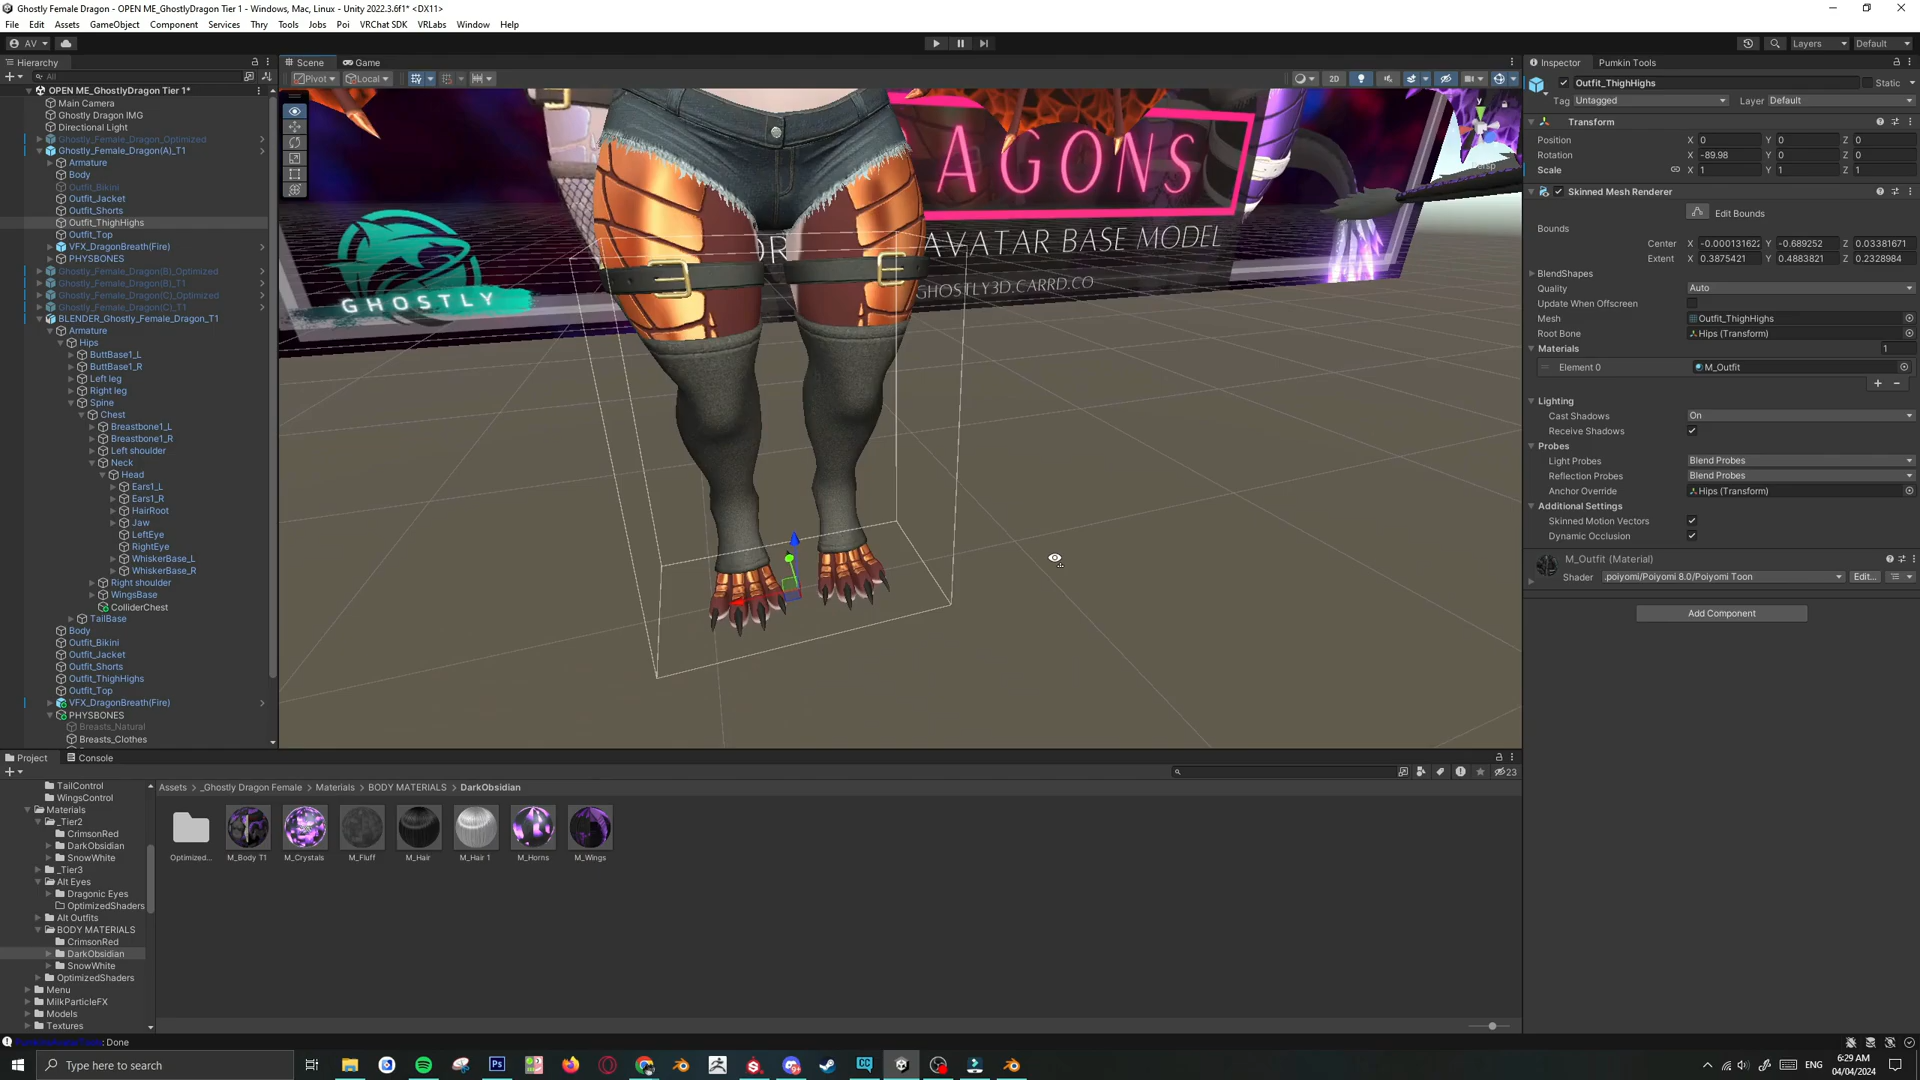 Ghostly Female Dragon - OPEN ME_GhostlyDragon Tier 1 - Windows, Mac, Linux - Unity 2022.3.6f1* <DX11>
File Edit Assets GameObject Component Services Thry Tools Jobs Poi VRChat SDK VRLabs Window Help
AV Layers Default
Hierarchy
All
OPEN ME_GhostlyDragon Tier 1*
Main Camera
Ghostly Dragon IMG
Directional Light
Ghostly_Female_Dragon_Optimized
Ghostly_Female_Dragon(A)_T1
Armature
Body
Outfit_Bikini
Outfit_Jacket
Outfit_Shorts
Outfit_ThighHighs
Outfit_Top
VFX_DragonBreath(Fire)
PHYSBONES
Ghostly_Female_Dragon(B)_Optimized
Ghostly_Female_Dragon(B)_T1
Ghostly_Female_Dragon(C)_Optimized
Ghostly_Female_Dragon(C)_T1
BLENDER_Ghostly_Female_Dragon_T1
Armature
Hips
ButtBase1_L
ButtBase1_R
Left leg
Right leg
Spine
Chest
Breastbone1_L
Breastbone1_R
Left shoulder
Neck
Head
Ears1_L
Ears1_R
HairRoot
Jaw
LeftEye
RightEye
WhiskerBase_L
WhiskerBase_R
Right shoulder
WingsBase
ColliderChest
TailBase
Body
Outfit_Bikini
Outfit_Jacket
Outfit_Shorts
Outfit_ThighHighs
Outfit_Top
VFX_DragonBreath(Fire)
PHYSBONES
Breasts_Natural
Breasts_Clothes
Scene Game
Pivot Local 2D
AGONS
AVATAR BASE MODEL
GHOSTLY3D.CARRD.CO
GHOSTLY
Inspector Pumkin Tools
Outfit_ThighHighs Static
Tag Untagged Layer Default
Transform
Position X 0 Y 0 Z 0
Rotation X -89.98 Y 0 Z 0
Scale X 1 Y 1 Z 1
Skinned Mesh Renderer
Edit Bounds
Bounds
Center X -0.000131622 Y -0.689252 Z 0.03381671
Extent X 0.3875421 Y 0.4883821 Z 0.2328984
BlendShapes
Quality Auto
Update When Offscreen
Mesh Outfit_ThighHighs
Root Bone Hips (Transform)
Materials 1
Element 0 M_Outfit
Lighting
Cast Shadows On
Receive Shadows
Probes
Light Probes Blend Probes
Reflection Probes Blend Probes
Anchor Override Hips (Transform)
Additional Settings
Skinned Motion Vectors
Dynamic Occlusion
M_Outfit (Material)
Shader .poiyomi/Poiyomi 8.0/Poiyomi Toon Edit...
Add Component
Project Console
23
TailControl
WingsControl
Materials
_Tier2
CrimsonRed
DarkObsidian
SnowWhite
_Tier3
Alt Eyes
Dragonic Eyes
OptimizedShaders
Alt Outfits
BODY MATERIALS
CrimsonRed
DarkObsidian
SnowWhite
OptimizedShaders
Menu
MilkParticleFX
Models
Textures
Assets > _Ghostly Dragon Female > Materials > BODY MATERIALS > DarkObsidian
Optimized... M_Body T1 M_Crystals M_Fluff M_Hair M_Hair 1 M_Horns M_Wings
: Done
Type here to search
ENG
6:29 AM
04/04/2024